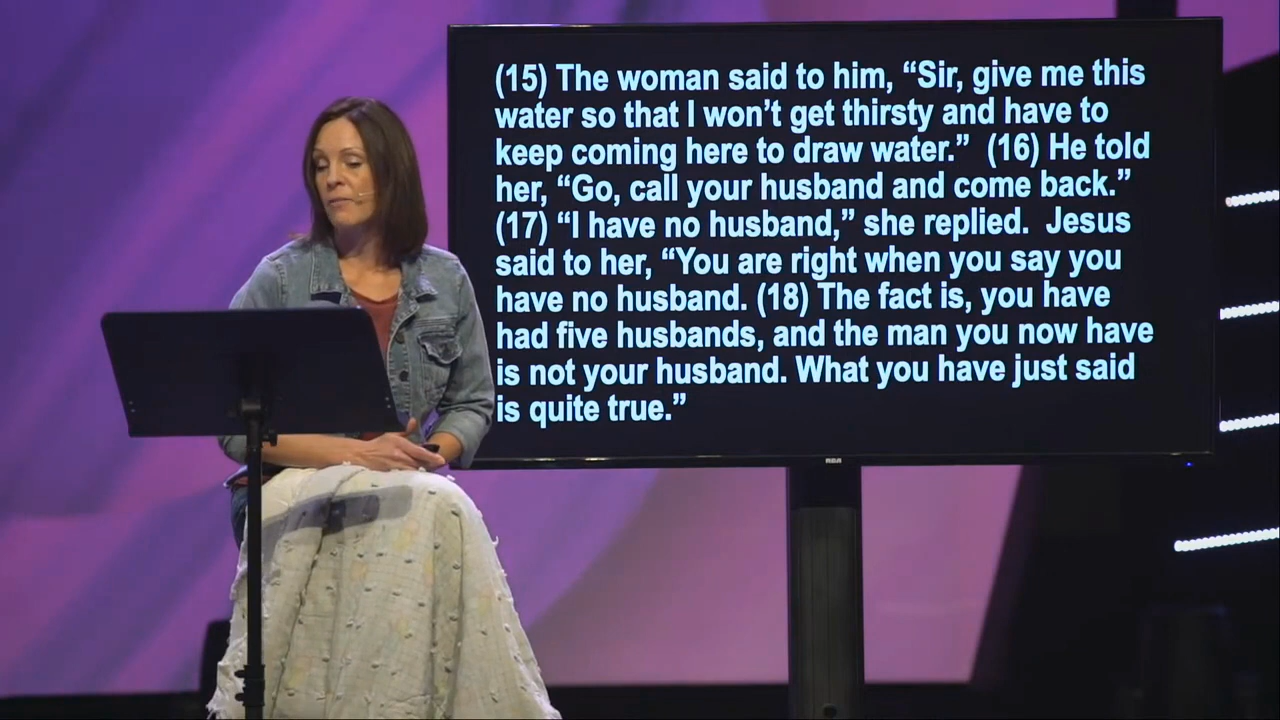 (15) The woman said to him, “Sir, give me this
water so that I won’t get thirsty and have to
keep coming here to draw water.”  (16) He told
her, “Go, call your husband and come back.”
(17) “I have no husband,” she replied.  Jesus
said to her, “You are right when you say you
have no husband. (18) The fact is, you have
had five husbands, and the man you now have
is not your husband. What you have just said
is quite true.”
RCA